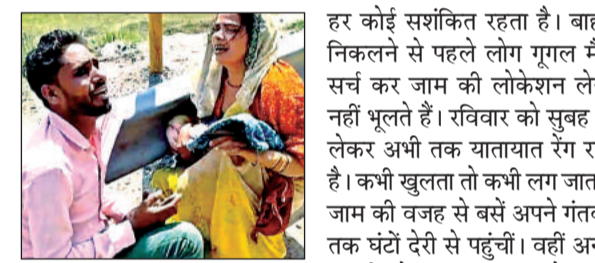 हर कोई सशंकित रहता है। बाह
निकलने से पहले लोग गूगल मै
सर्च कर जाम की लोकेशन ले
नहीं भूलते हैं। रविवार को सुबह
लेकर अभी तक यातायात रेंग र
है। कभी खुलता तो कभी लग जात
जाम की वजह से बसें अपने गंतव
तक घंटों देरी से पहुंचीं। वहीं अन